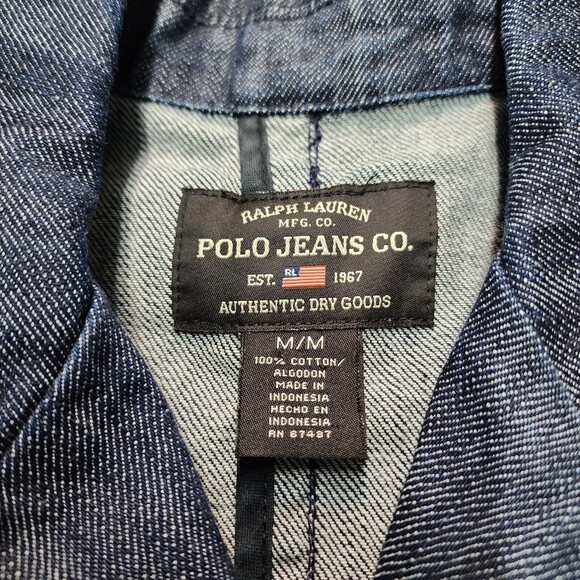 RALPH LAUREN
MFG. CO.
POLO JEANS CO.
EST. RL 1967
AUTHENTIC DRY GOODS
M/M
100% COTTON/
ALGODON
MADE IN
INDONESIA
HECHO EN
INDONESIA
RN 67487